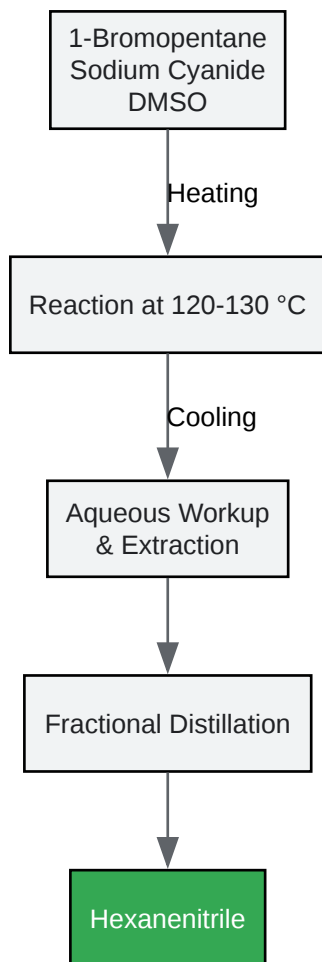 1-Bromopentane
Sodium Cyanide
DMSO
Heating
Reaction at 120-130 °C
Cooling
Aqueous Workup
& Extraction
Fractional Distillation
Hexanenitrile